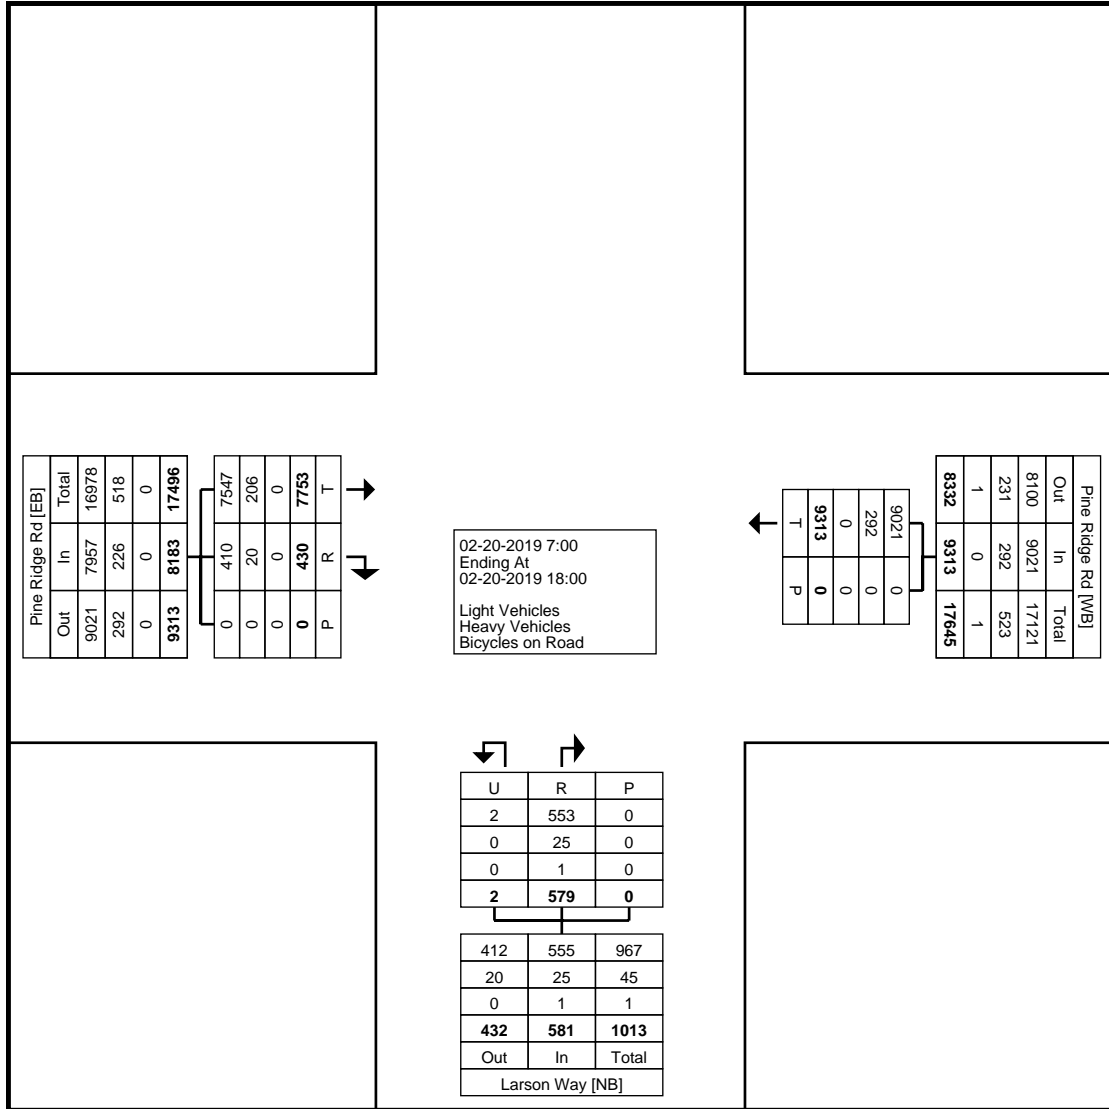 Pine Ridge Rd [EB]
Total In Out
16978 7957 9021
518 226 292
0 0 0
17496 8183 9313
7547 410 0
206 20 0
0 0 0
7753 430 0
T R P
02-20-2019 7:00
Ending At
02-20-2019 18:00
Light Vehicles
Heavy Vehicles
Bicycles on Road
9021 0
292 0
0 0
9313 0
T P
Pine Ridge Rd [WB]
Out In Total
8100 9021 17121
231 292 523
1 0 1
8332 9313 17645
U R P
2 553 0
0 25 0
0 1 0
2 579 0
412 555 967
20 25 45
0 1 1
432 581 1013
Out In Total
Larson Way [NB]